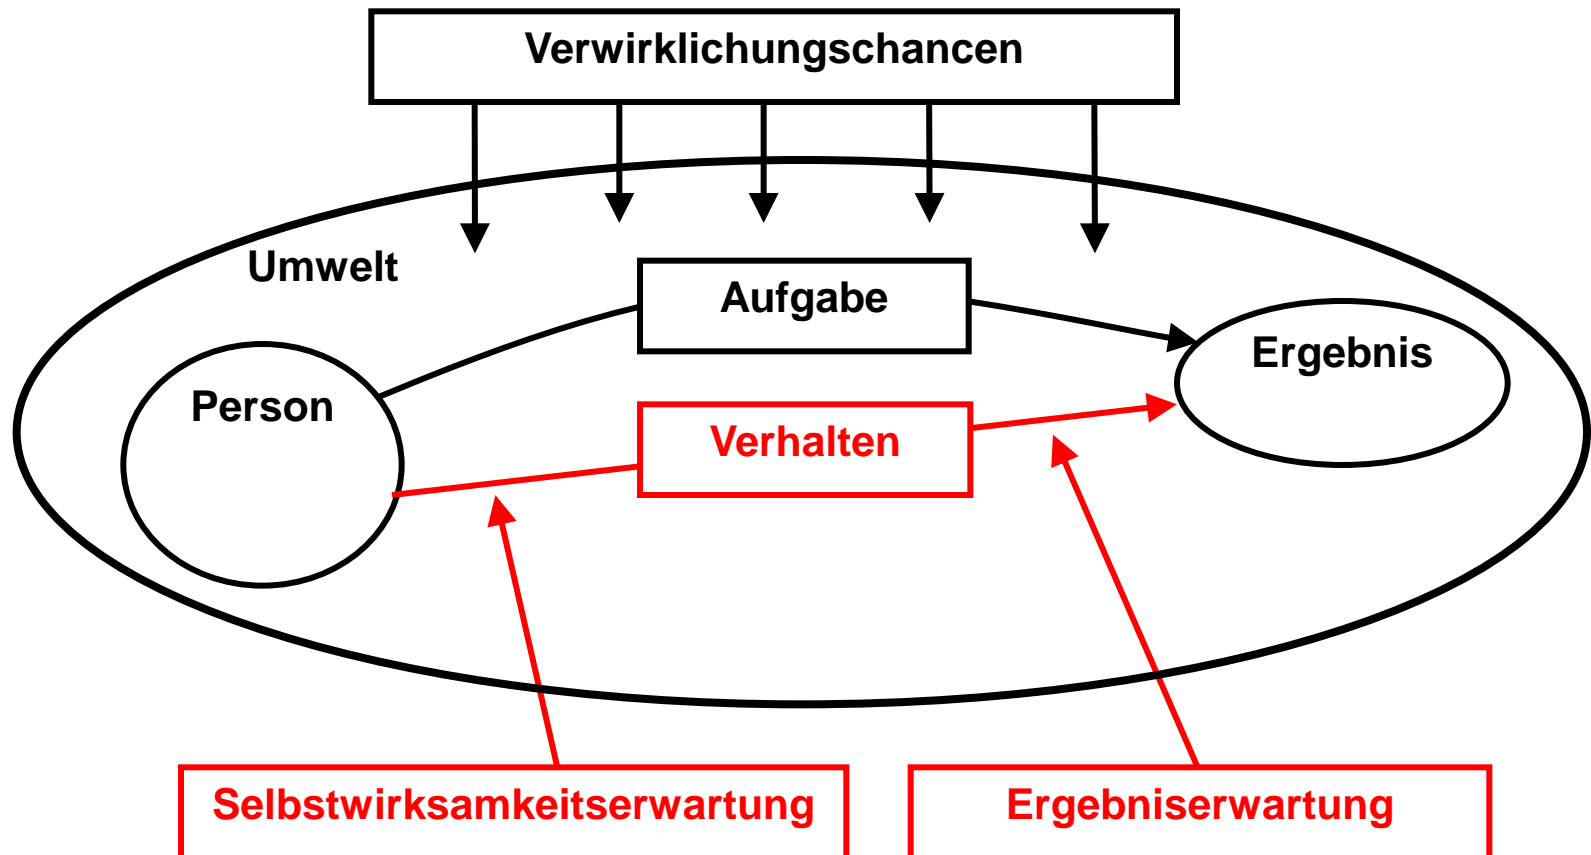 Verwirklichungschancen
Umwelt
Aufgabe
Ergebnis
Person
Verhalten
Selbstwirksamkeitserwartung
Ergebniserwartung